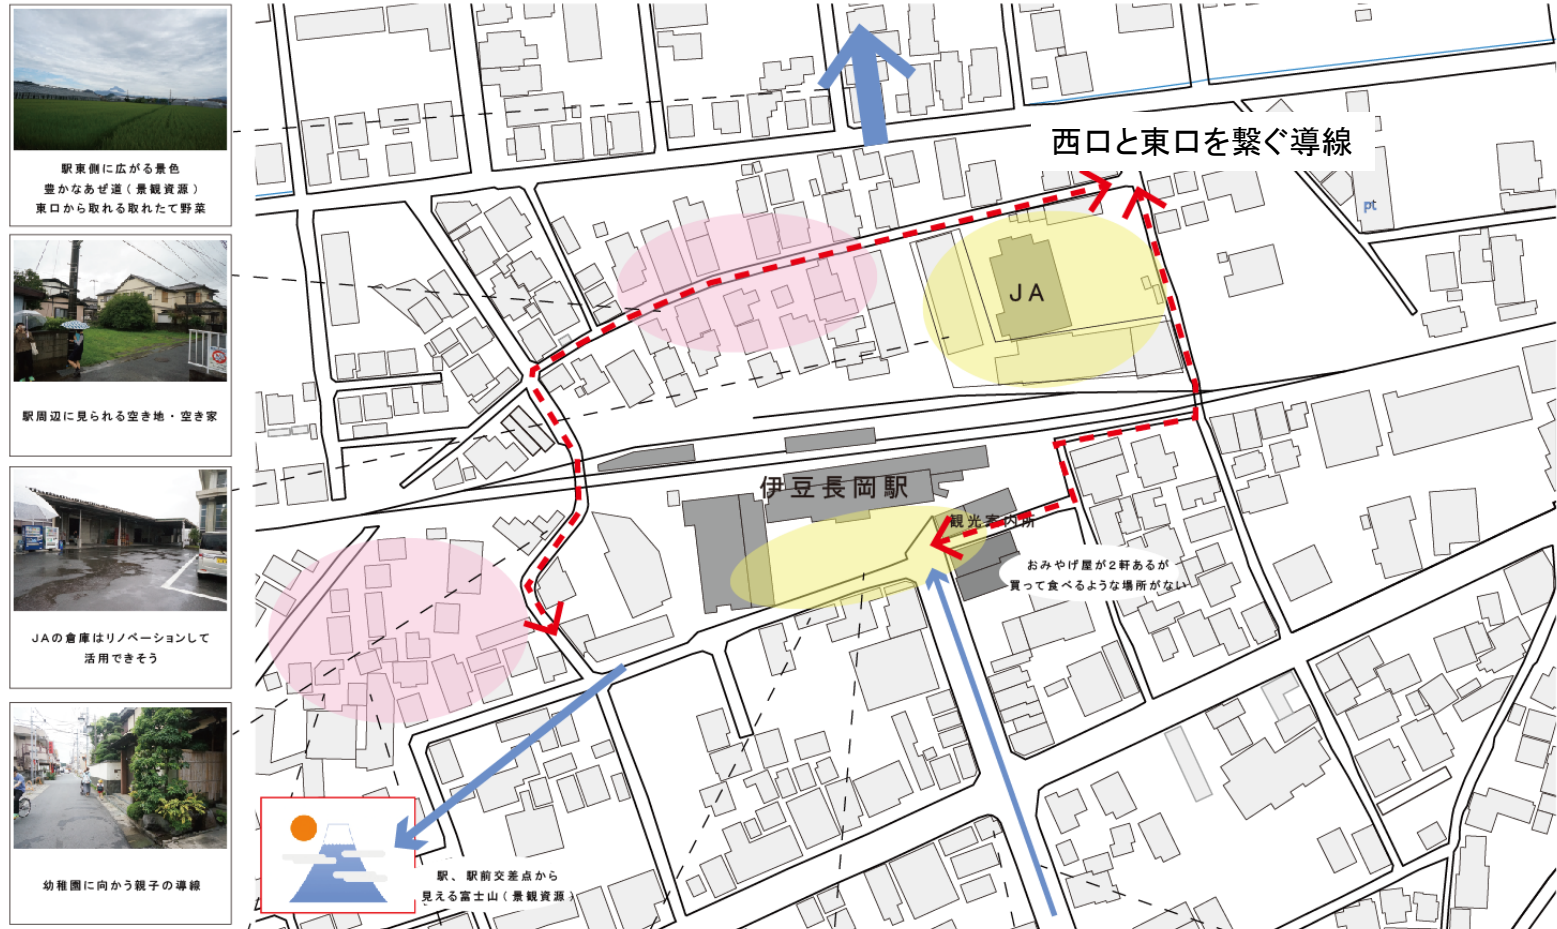 駅東側に広がる景色
豊かなあぜ道(景観資源)
東口から取れる取れたて野菜
駅周辺に見られる空き地・空き家
JAの倉庫はリノベーションして
活用できそう
幼稚園に向かう親子の導線
西口と東口を繋ぐ導線
pt
JA
伊豆長岡駅
観光案内所
おみやげ屋が2軒あるが
買って食べるような場所がない
駅、駅前交差点から
見える富士山(景観資源)